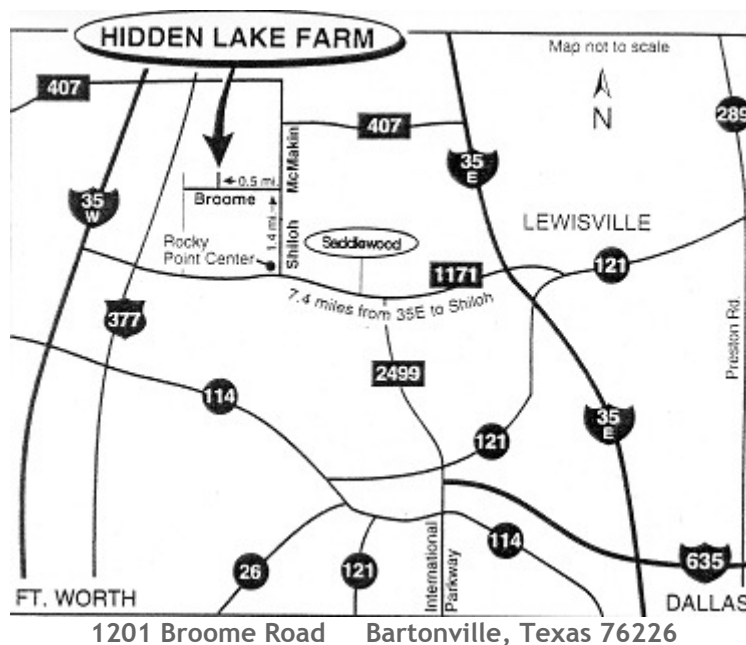 HIDDEN LAKE FARM
Map not to scale
N
407
407
289
35
E
35
W
McMakin
Shiloh
0.5 mi.
Broome
1.4 mi.
Rocky
Point Center
Saddlewood
LEWISVILLE
1171
121
7.4 miles from 35E to Shiloh
377
2499
Preston Rd.
114
121
35
E
International
Parkway
114
635
26
121
FT. WORTH
DALLAS
1201 Broome Road Bartonville, Texas 76226